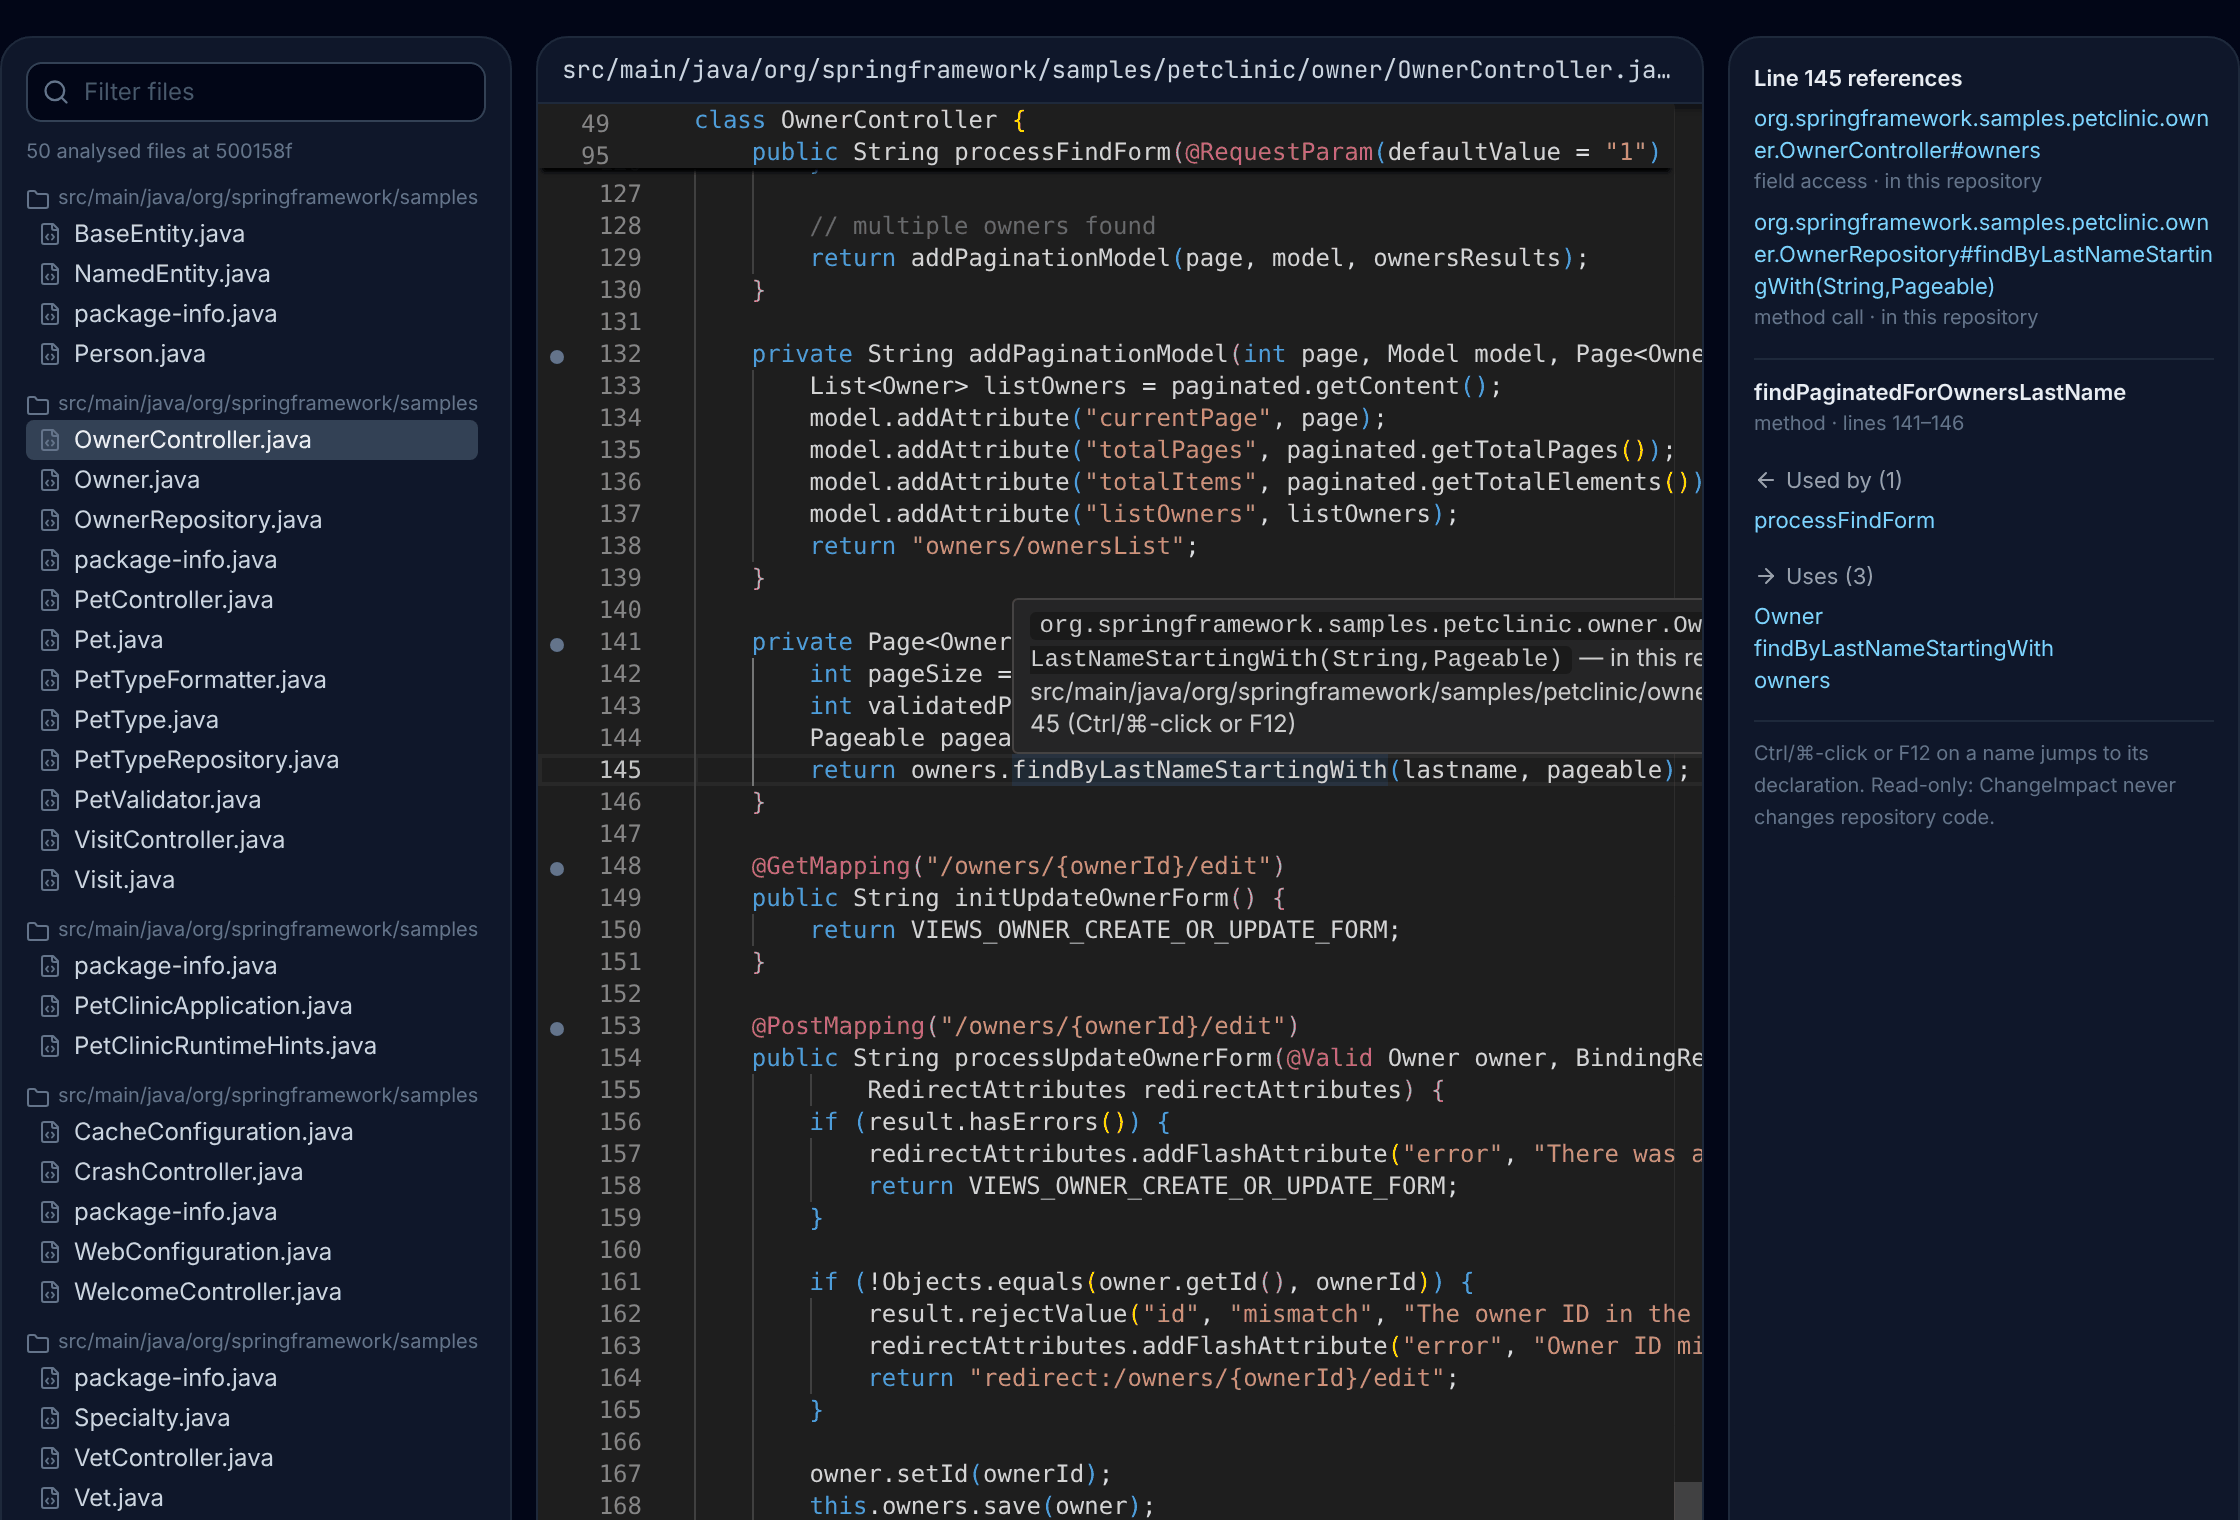 Filter files
50 analysed files at 500158f
src/main/java/org/springframework/samples
BaseEntity.java
NamedEntity.java
package-info.java
Person.java
src/main/java/org/springframework/samples
OwnerController.java
Owner.java
OwnerRepository.java
package-info.java
PetController.java
Pet.java
PetTypeFormatter.java
PetType.java
PetTypeRepository.java
PetValidator.java
VisitController.java
Visit.java
src/main/java/org/springframework/samples
package-info.java
PetClinicApplication.java
PetClinicRuntimeHints.java
src/main/java/org/springframework/samples
CacheConfiguration.java
CrashController.java
package-info.java
WebConfiguration.java
WelcomeController.java
src/main/java/org/springframework/samples
package-info.java
Specialty.java
VetController.java
Vet.java
src/main/java/org/springframework/samples/petclinic/owner/OwnerController.ja…
49 class OwnerController {
95 public String processFindForm(@RequestParam(defaultValue = "1")
127
128 // multiple owners found
129 return addPaginationModel(page, model, ownersResults);
130 }
131
132 private String addPaginationModel(int page, Model model, Page<Owne
133 List<Owner> listOwners = paginated.getContent();
134 model.addAttribute("currentPage", page);
135 model.addAttribute("totalPages", paginated.getTotalPages());
136 model.addAttribute("totalItems", paginated.getTotalElements())
137 model.addAttribute("listOwners", listOwners);
138 return "owners/ownersList";
139 }
140
141 private Page<Owner
142 int pageSize =
143 int validatedP
144 Pageable pagea
org.springframework.samples.petclinic.owner.Ow
LastNameStartingWith(String,Pageable) — in this re
src/main/java/org/springframework/samples/petclinic/owne
45 (Ctrl/⌘-click or F12)
145 return owners.findByLastNameStartingWith(lastname, pageable);
146 }
147
148 @GetMapping("/owners/{ownerId}/edit")
149 public String initUpdateOwnerForm() {
150 return VIEWS_OWNER_CREATE_OR_UPDATE_FORM;
151 }
152
153 @PostMapping("/owners/{ownerId}/edit")
154 public String processUpdateOwnerForm(@Valid Owner owner, BindingRe
155 RedirectAttributes redirectAttributes) {
156 if (result.hasErrors()) {
157 redirectAttributes.addFlashAttribute("error", "There was a
158 return VIEWS_OWNER_CREATE_OR_UPDATE_FORM;
159 }
160
161 if (!Objects.equals(owner.getId(), ownerId)) {
162 result.rejectValue("id", "mismatch", "The owner ID in the
163 redirectAttributes.addFlashAttribute("error", "Owner ID mi
164 return "redirect:/owners/{ownerId}/edit";
165 }
166
167 owner.setId(ownerId);
168 this.owners.save(owner);
Line 145 references
org.springframework.samples.petclinic.own
er.OwnerController#owners
field access · in this repository
org.springframework.samples.petclinic.own
er.OwnerRepository#findByLastNameStartin
gWith(String,Pageable)
method call · in this repository
findPaginatedForOwnersLastName
method · lines 141–146
← Used by (1)
processFindForm
→ Uses (3)
Owner
findByLastNameStartingWith
owners
Ctrl/⌘-click or F12 on a name jumps to its
declaration. Read-only: ChangeImpact never
changes repository code.